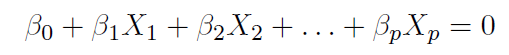 β₀ + β₁X₁ + β₂X₂ + … + βₚXₚ = 0